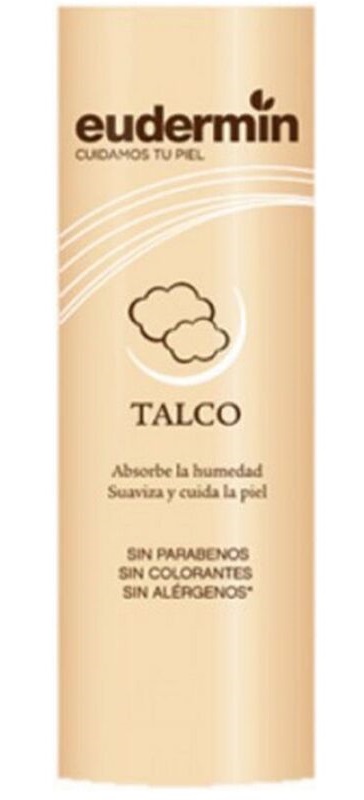 eudermin
CUIDAMOS TU PIEL
TALCO
Absorbe la humedad
Suaviza y cuida la piel
SIN PARABENOS
SIN COLORANTES
SIN ALÉRGENOS*